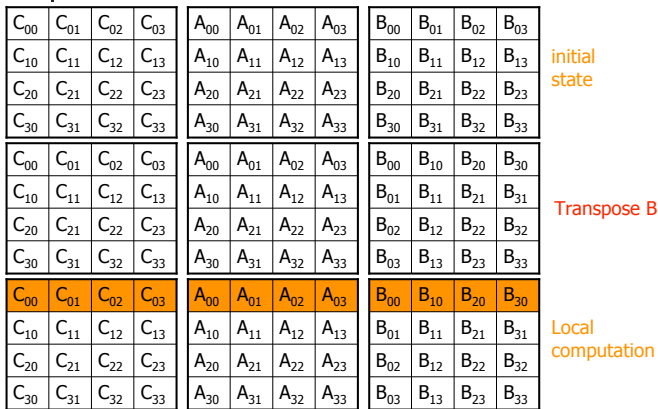 C₀₀ C₀₁ C₀₂ C₀₃ A₀₀ A₀₁ A₀₂ A₀₃ B₀₀ B₀₁ B₀₂ B₀₃
C₁₀ C₁₁ C₁₂ C₁₃ A₁₀ A₁₁ A₁₂ A₁₃ B₁₀ B₁₁ B₁₂ B₁₃ initial
C₂₀ C₂₁ C₂₂ C₂₃ A₂₀ A₂₁ A₂₂ A₂₃ B₂₀ B₂₁ B₂₂ B₂₃ state
C₃₀ C₃₁ C₃₂ C₃₃ A₃₀ A₃₁ A₃₂ A₃₃ B₃₀ B₃₁ B₃₂ B₃₃
C₀₀ C₀₁ C₀₂ C₀₃ A₀₀ A₀₁ A₀₂ A₀₃ B₀₀ B₁₀ B₂₀ B₃₀
C₁₀ C₁₁ C₁₂ C₁₃ A₁₀ A₁₁ A₁₂ A₁₃ B₀₁ B₁₁ B₂₁ B₃₁
Transpose B
C₂₀ C₂₁ C₂₂ C₂₃ A₂₀ A₂₁ A₂₂ A₂₃ B₀₂ B₁₂ B₂₂ B₃₂
C₃₀ C₃₁ C₃₂ C₃₃ A₃₀ A₃₁ A₃₂ A₃₃ B₀₃ B₁₃ B₂₃ B₃₃
C₀₀ C₀₁ C₀₂ C₀₃ A₀₀ A₀₁ A₀₂ A₀₃ B₀₀ B₁₀ B₂₀ B₃₀
C₁₀ C₁₁ C₁₂ C₁₃ A₁₀ A₁₁ A₁₂ A₁₃ B₀₁ B₁₁ B₂₁ B₃₁ Local
C₂₀ C₂₁ C₂₂ C₂₃ A₂₀ A₂₁ A₂₂ A₂₃ B₀₂ B₁₂ B₂₂ B₃₂ computation
C₃₀ C₃₁ C₃₂ C₃₃ A₃₀ A₃₁ A₃₂ A₃₃ B₀₃ B₁₃ B₂₃ B₃₃